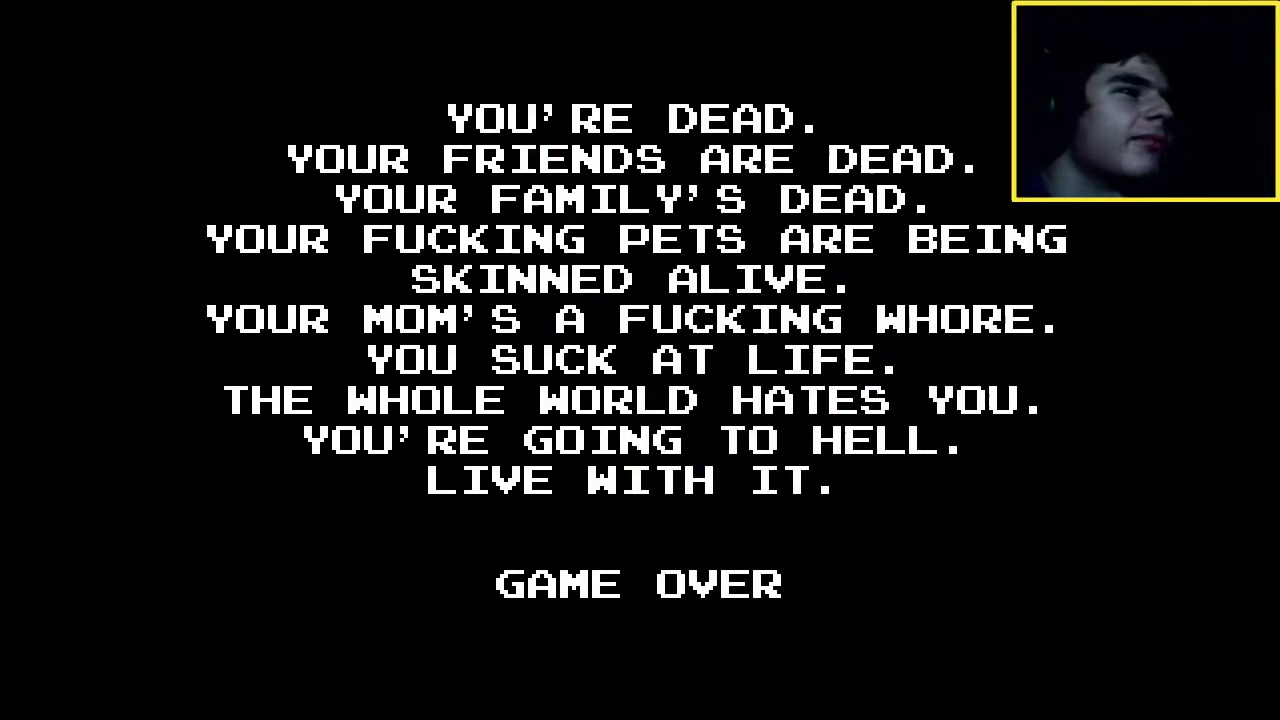 YOU'RE DEAD.
YOUR FRIENDS ARE DEAD.
YOUR FAMILY'S DEAD.
YOUR FUCKING PETS ARE BEING
SKINNED ALIVE.
YOUR MOM'S A FUCKING WHORE.
YOU SUCK AT LIFE.
THE WHOLE WORLD HATES YOU.
YOU'RE GOING TO HELL.
LIVE WITH IT.
GAME OVER